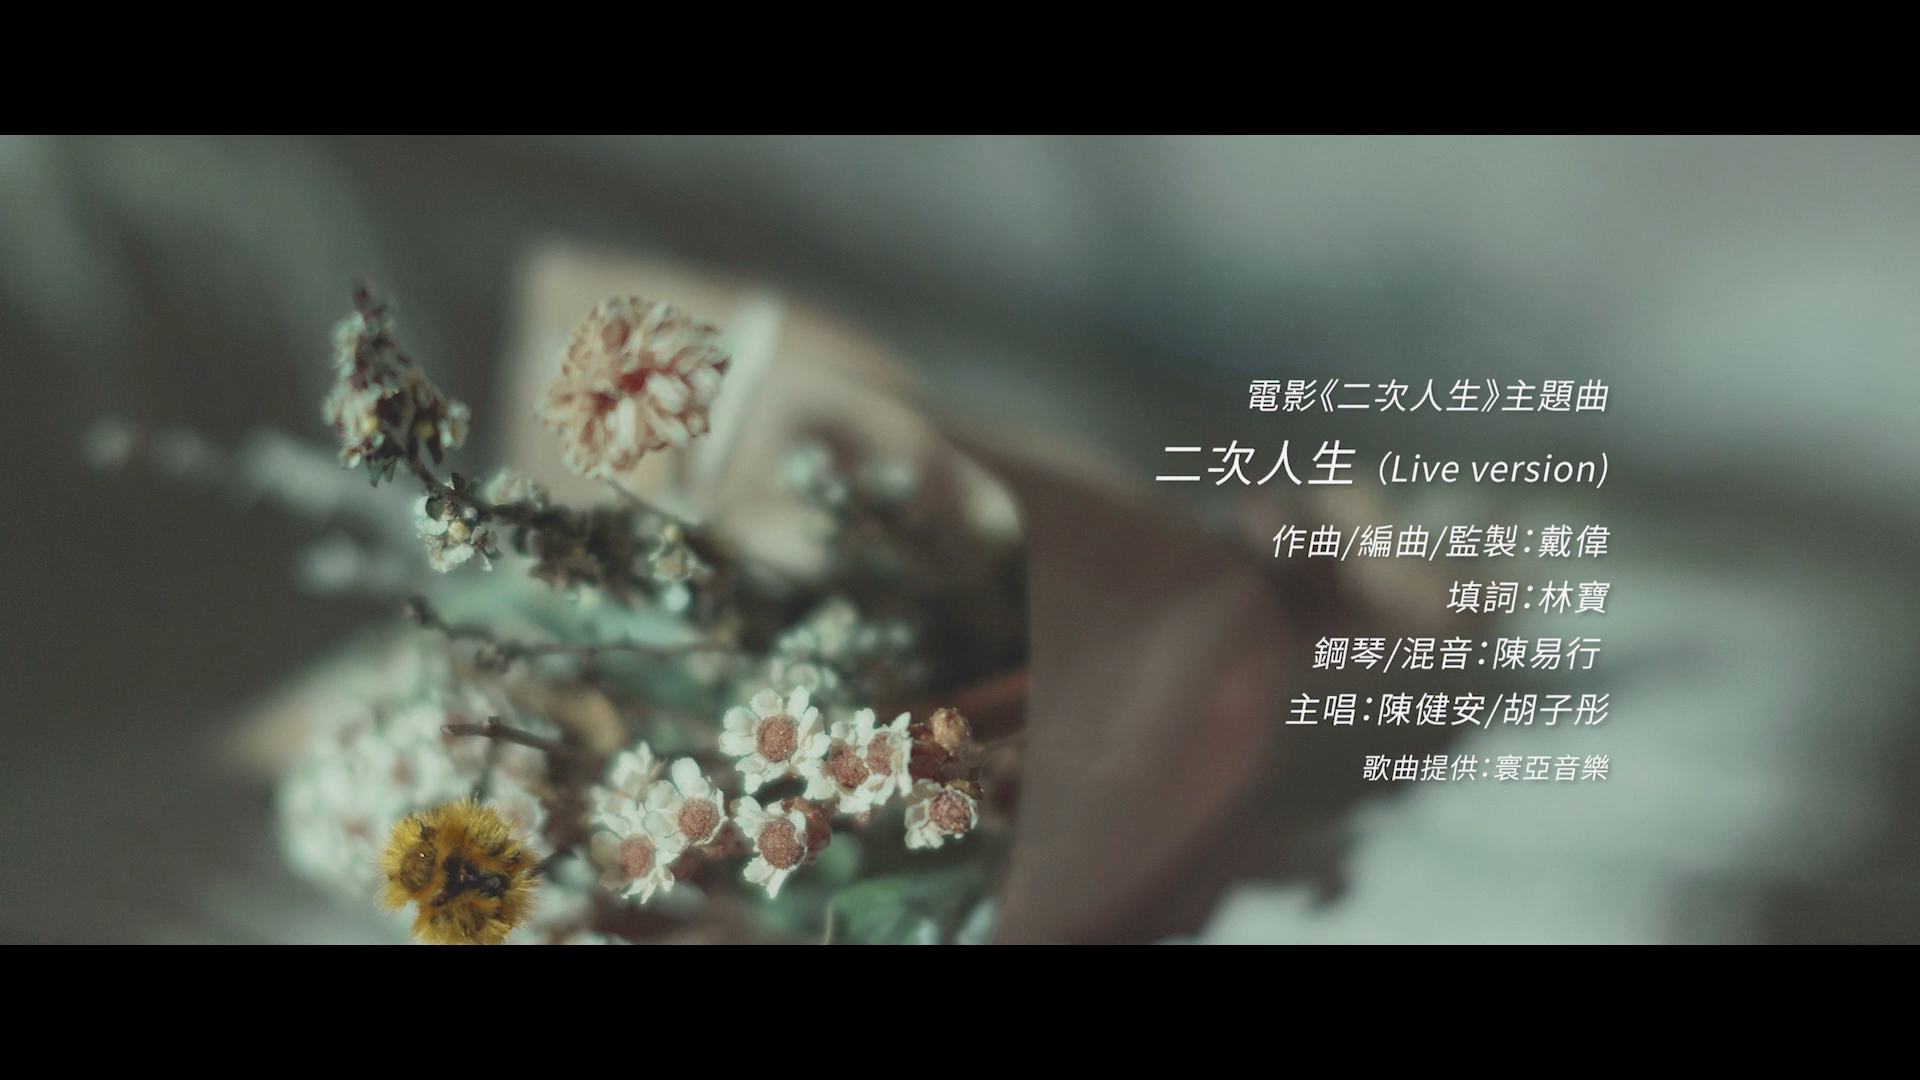 電影《二次人生》主題曲
二次人生 (Live version)
作曲/編曲/監製：戴偉
填詞：林寶
鋼琴/混音：陳易行
主唱：陳健安/胡子彤
歌曲提供：寰亞音樂